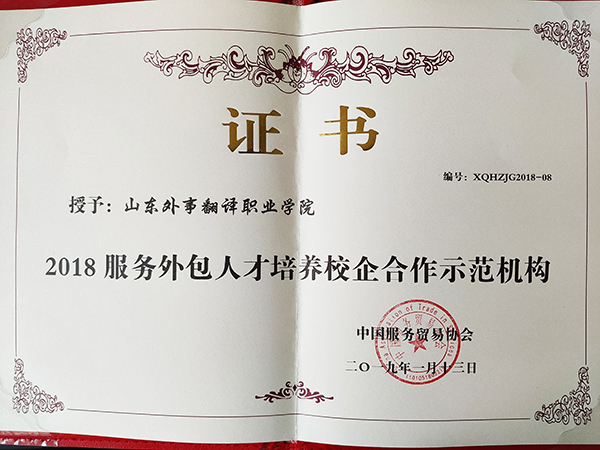 证书
编号：XQHZJG2018-08
授予：山东外事翻译职业学院
2018服务外包人才培养校企合作示范机构
中国服务贸易协会
二〇一九年一月十三日